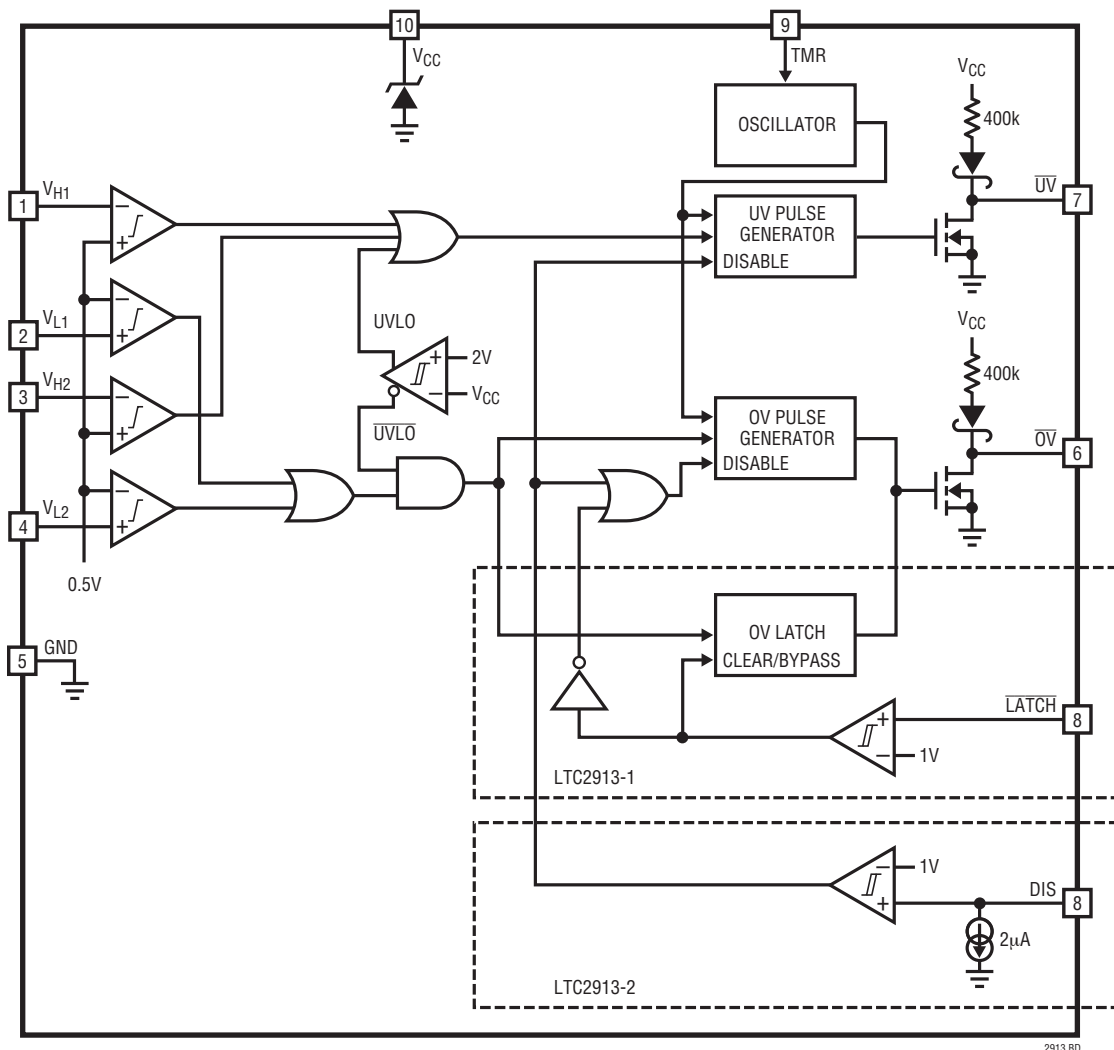 10
9
VCC
TMR
VCC
OSCILLATOR
400k
1
VH1
UV
7
UV PULSE
GENERATOR
DISABLE
2
VL1
UVLO
2V
VCC
VCC
3
VH2
400k
UVLO
OV PULSE
GENERATOR
DISABLE
OV
6
4
VL2
0.5V
OV LATCH
CLEAR/BYPASS
5
GND
LATCH
8
1V
LTC2913-1
1V
DIS
8
2µA
LTC2913-2
2913 BD